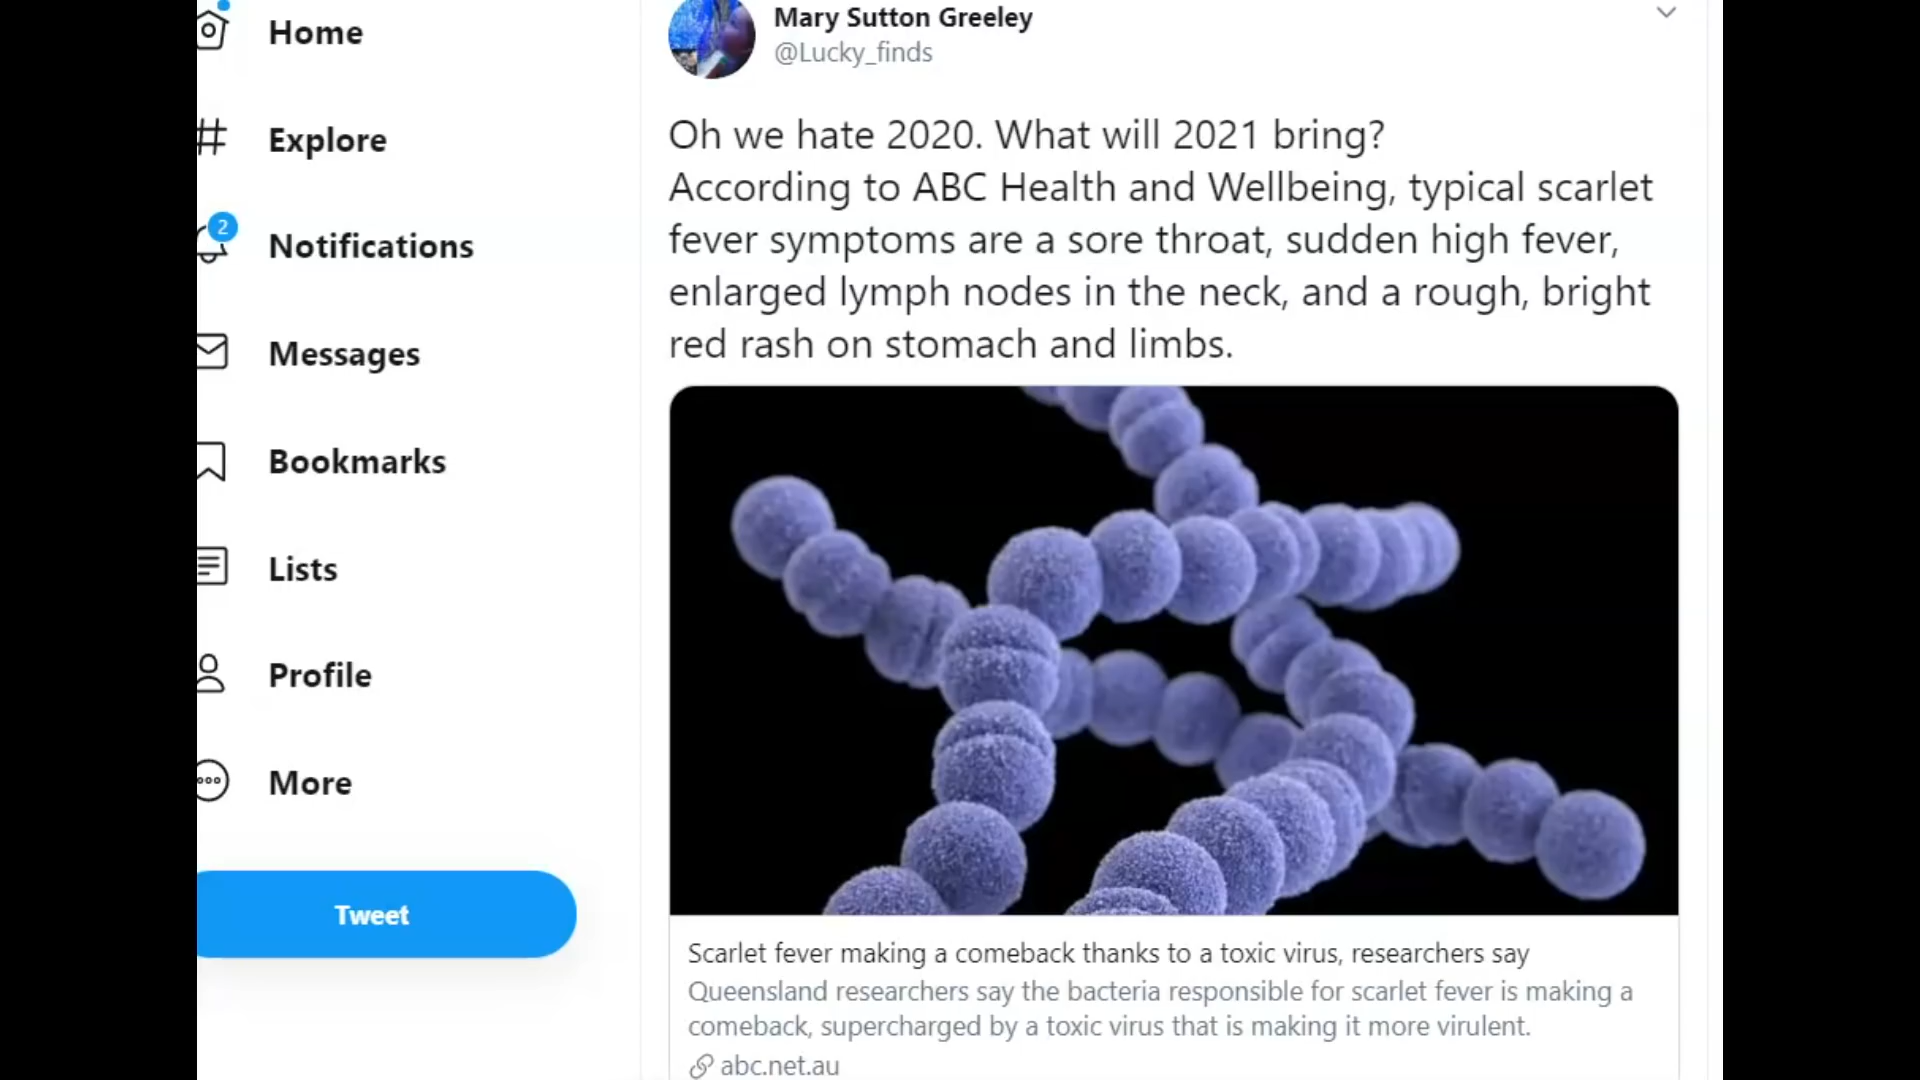 Home
Explore
2
Notifications
Messages
Bookmarks
Lists
Profile
More
Tweet
Mary Sutton Greeley
@Lucky_finds
Oh we hate 2020. What will 2021 bring?
According to ABC Health and Wellbeing, typical scarlet
fever symptoms are a sore throat, sudden high fever,
enlarged lymph nodes in the neck, and a rough, bright
red rash on stomach and limbs.
Scarlet fever making a comeback thanks to a toxic virus, researchers say
Queensland researchers say the bacteria responsible for scarlet fever is making a
comeback, supercharged by a toxic virus that is making it more virulent.
abc.net.au